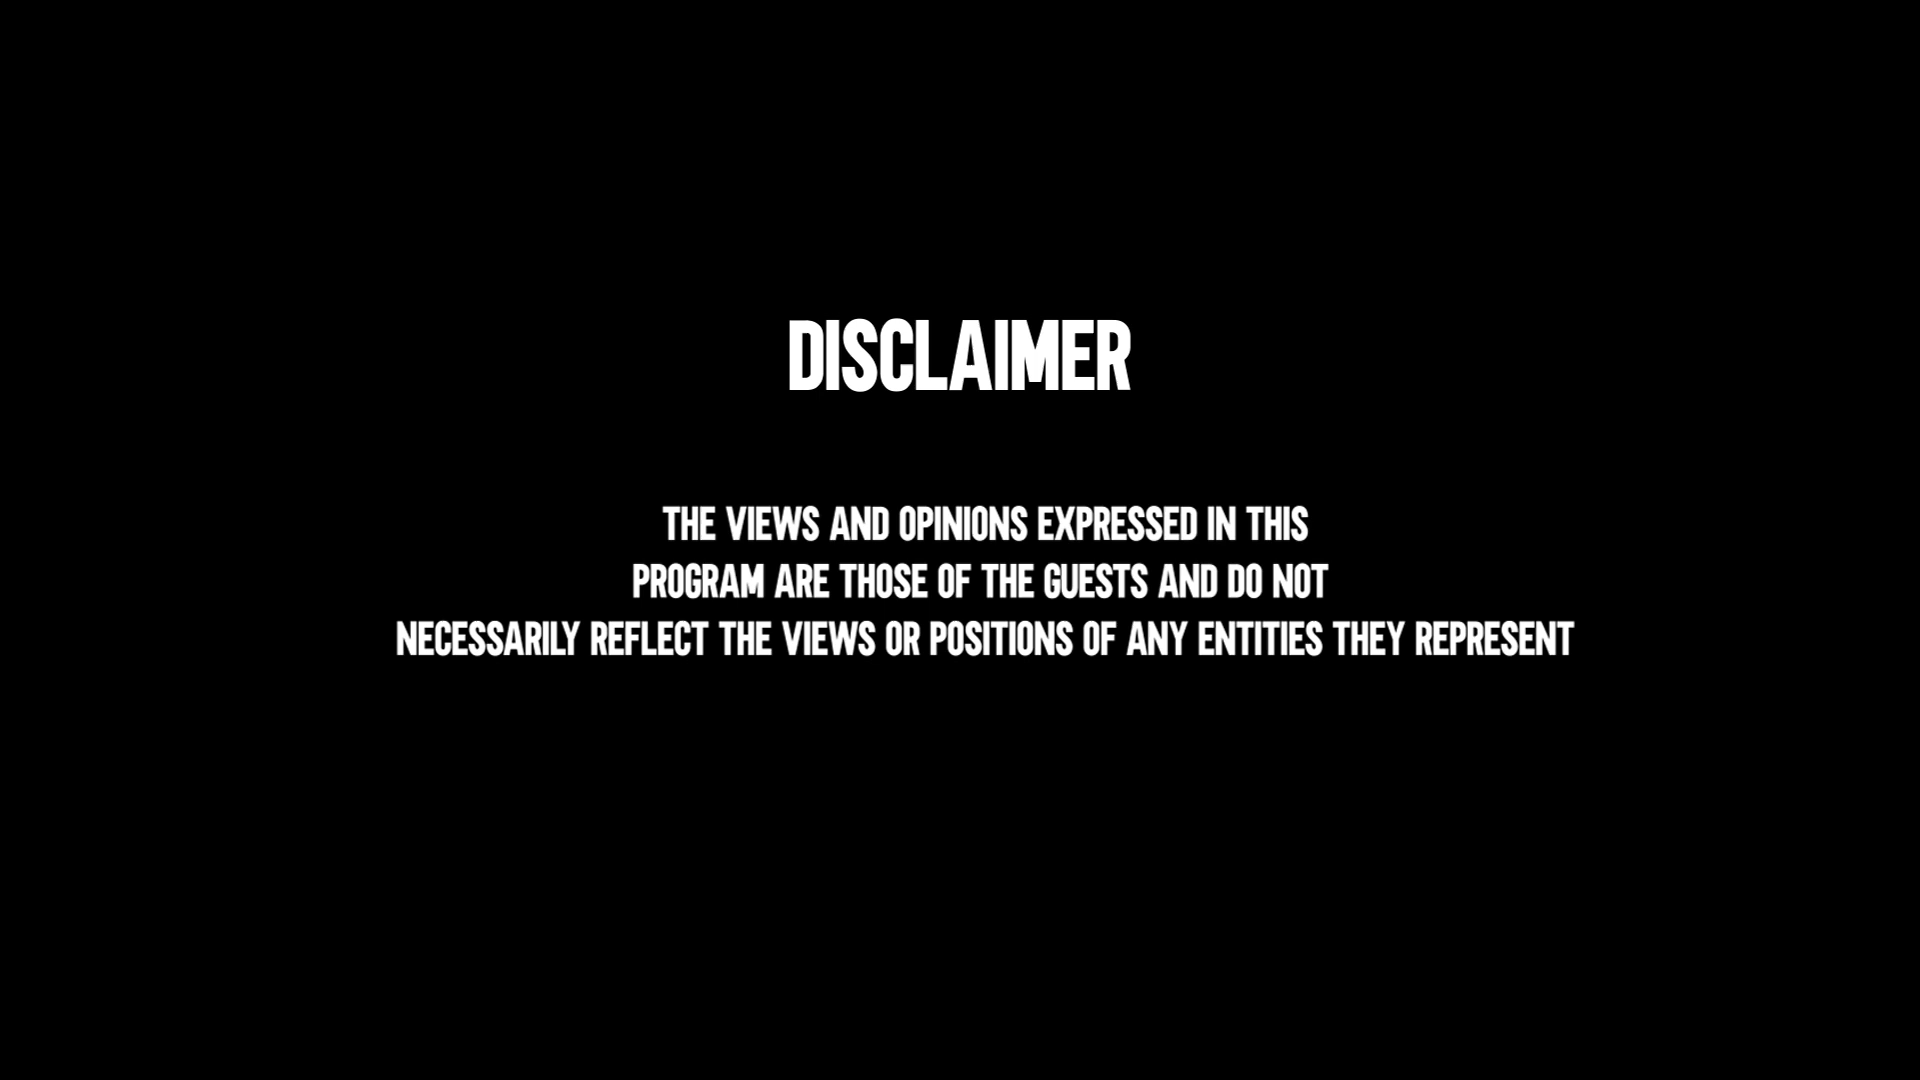 DISCLAIMER
THE VIEWS AND OPINIONS EXPRESSED IN THIS
PROGRAM ARE THOSE OF THE GUESTS AND DO NOT
NECESSARILY REFLECT THE VIEWS OR POSITIONS OF ANY ENTITIES THEY REPRESENT